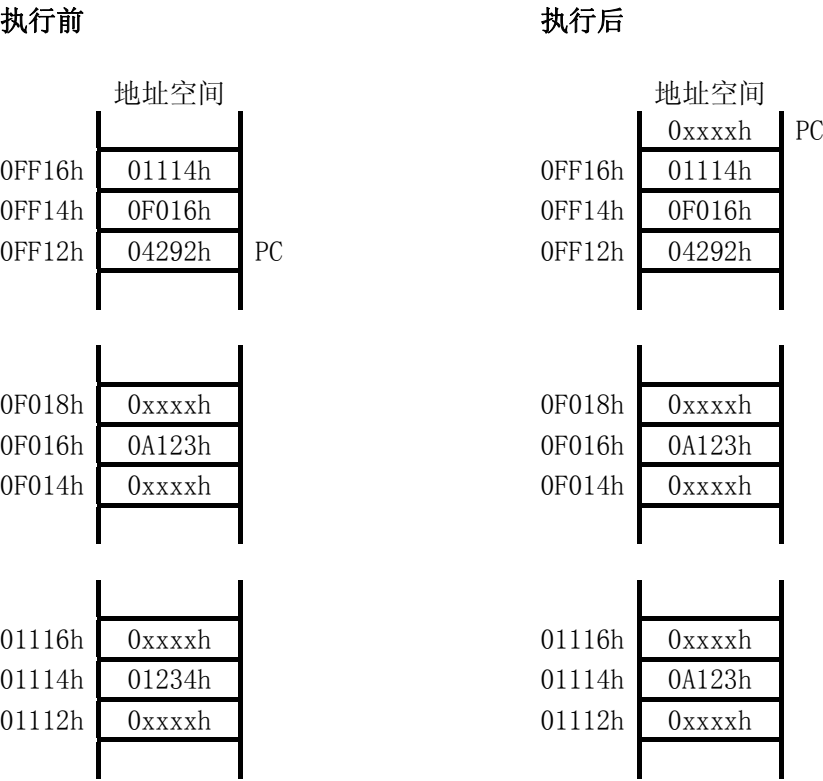 执行前 执行后
地址空间 地址空间
0xxxxh PC
0FF16h 01114h 0FF16h 01114h
0FF14h 0F016h 0FF14h 0F016h
0FF12h 04292h PC 0FF12h 04292h
0F018h 0xxxxh 0F018h 0xxxxh
0F016h 0A123h 0F016h 0A123h
0F014h 0xxxxh 0F014h 0xxxxh
01116h 0xxxxh 01116h 0xxxxh
01114h 01234h 01114h 0A123h
01112h 0xxxxh 01112h 0xxxxh